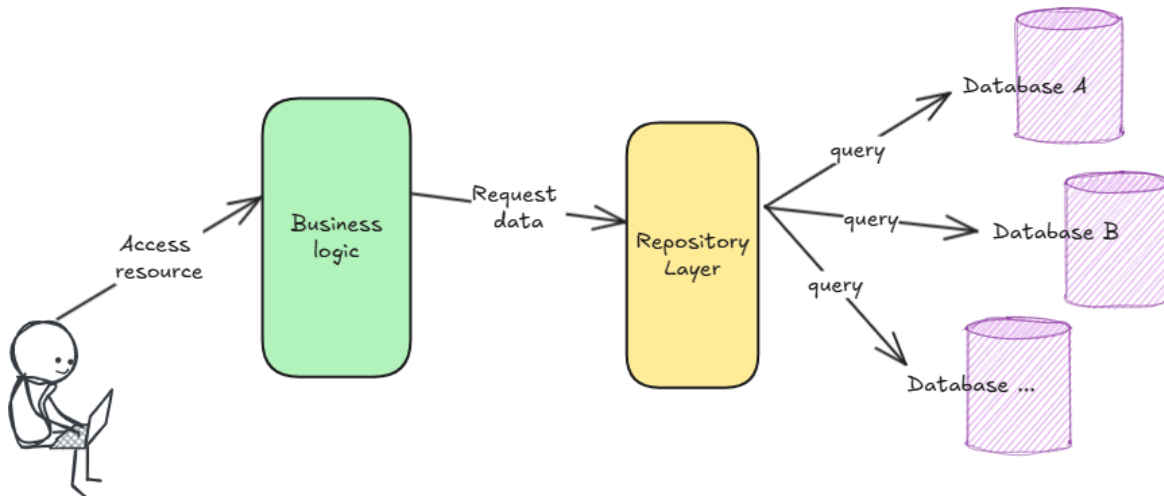 Access
resource
Business
logic
Request
data
Repository
Layer
query
Database A
query
Database B
query
Database ...